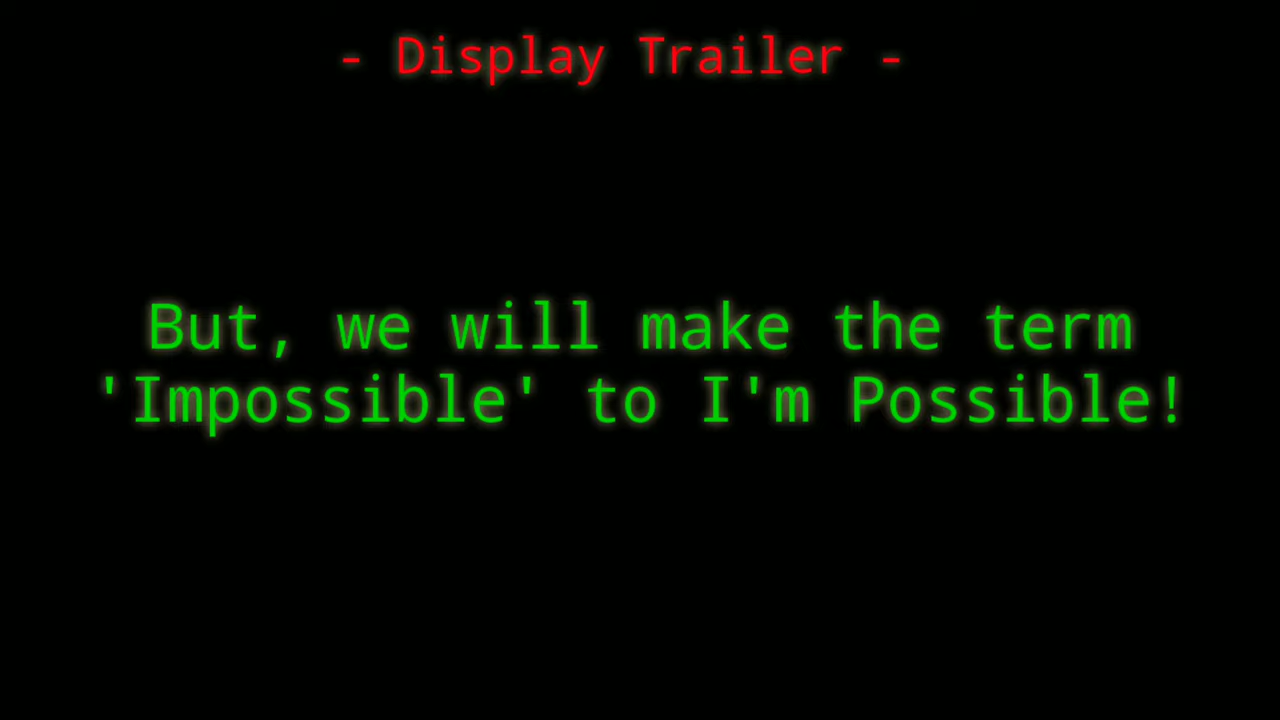 - Display Trailer -
But, we will make the term
'Impossible' to I'm Possible!